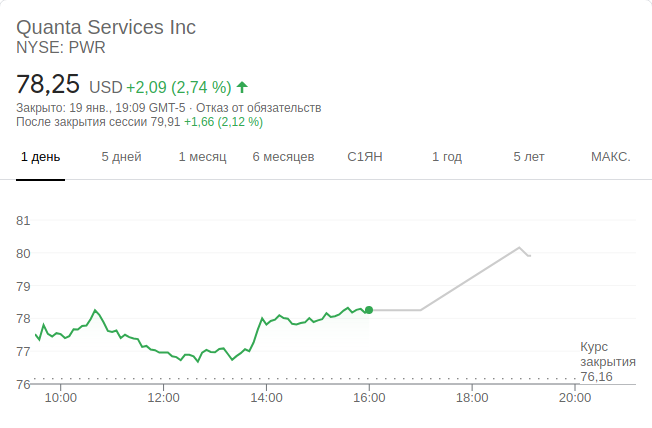 Quanta Services Inc
NYSE: PWR
78,25 USD +2,09 (2,74 %)
Закрыто: 19 янв., 19:09 GMT-5 · Отказ от обязательств
После закрытия сессии 79,91 +1,66 (2,12 %)
1 день 5 дней 1 месяц 6 месяцев С1ЯН 1 год 5 лет МАКС.
81
80
79
78
77
76
Курс
закрытия
76,16
10:00 12:00 14:00 16:00 18:00 20:00